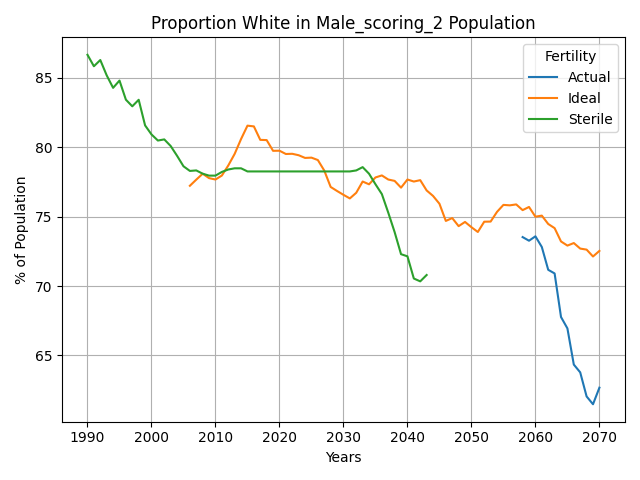 Proportion White in Male_scoring_2 Population
% of Population
85
80
75
70
65
Fertility
Actual
Ideal
Sterile
1990 2000 2010 2020 2030 2040 2050 2060 2070
Years